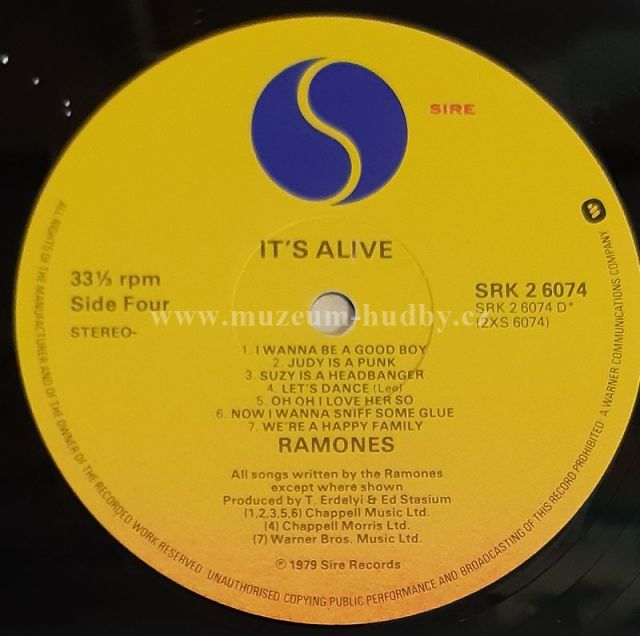 SIRE
IT'S ALIVE
33⅓ rpm
Side Four
STEREO-
SRK 2 6074
SRK 2 6074 D*
(2XS 6074)
www.muzeum-hudby.cz
1. I WANNA BE A GOOD BOY
2. JUDY IS A PUNK
3. SUZY IS A HEADBANGER
4. LET'S DANCE (Lee)
5. OH OH I LOVE HER SO
6. NOW I WANNA SNIFF SOME GLUE
7. WE'RE A HAPPY FAMILY
RAMONES
All songs written by the Ramones
except where shown
Produced by T. Erdelyi & Ed Stasium
(1,2,3,5,6) Chappell Music Ltd.
(4) Chappell Morris Ltd.
(7) Warner Bros. Music Ltd.
℗ 1979 Sire Records
ALL RIGHTS OF THE MANUFACTURER AND OF THE OWNER OF THE RECORDED WORK RESERVED. UNAUTHORISED COPYING PUBLIC PERFORMANCE AND BROADCASTING OF THIS RECORD PROHIBITED. A WARNER COMMUNICATIONS COMPANY